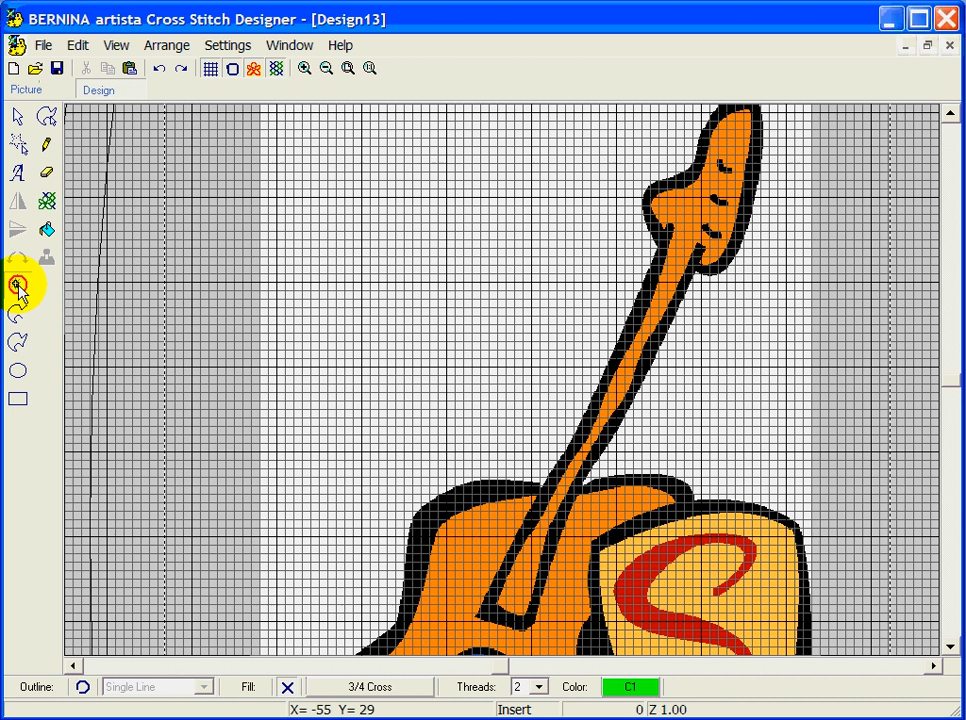 BERNINA artista Cross Stitch Designer - [Design13]
File Edit View Arrange Settings Window Help
Picture Design
A
S
Outline: Single Line Fill: 3/4 Cross Threads: 2 Color: C1
X= -55 Y= 29 Insert 0 Z 1.00